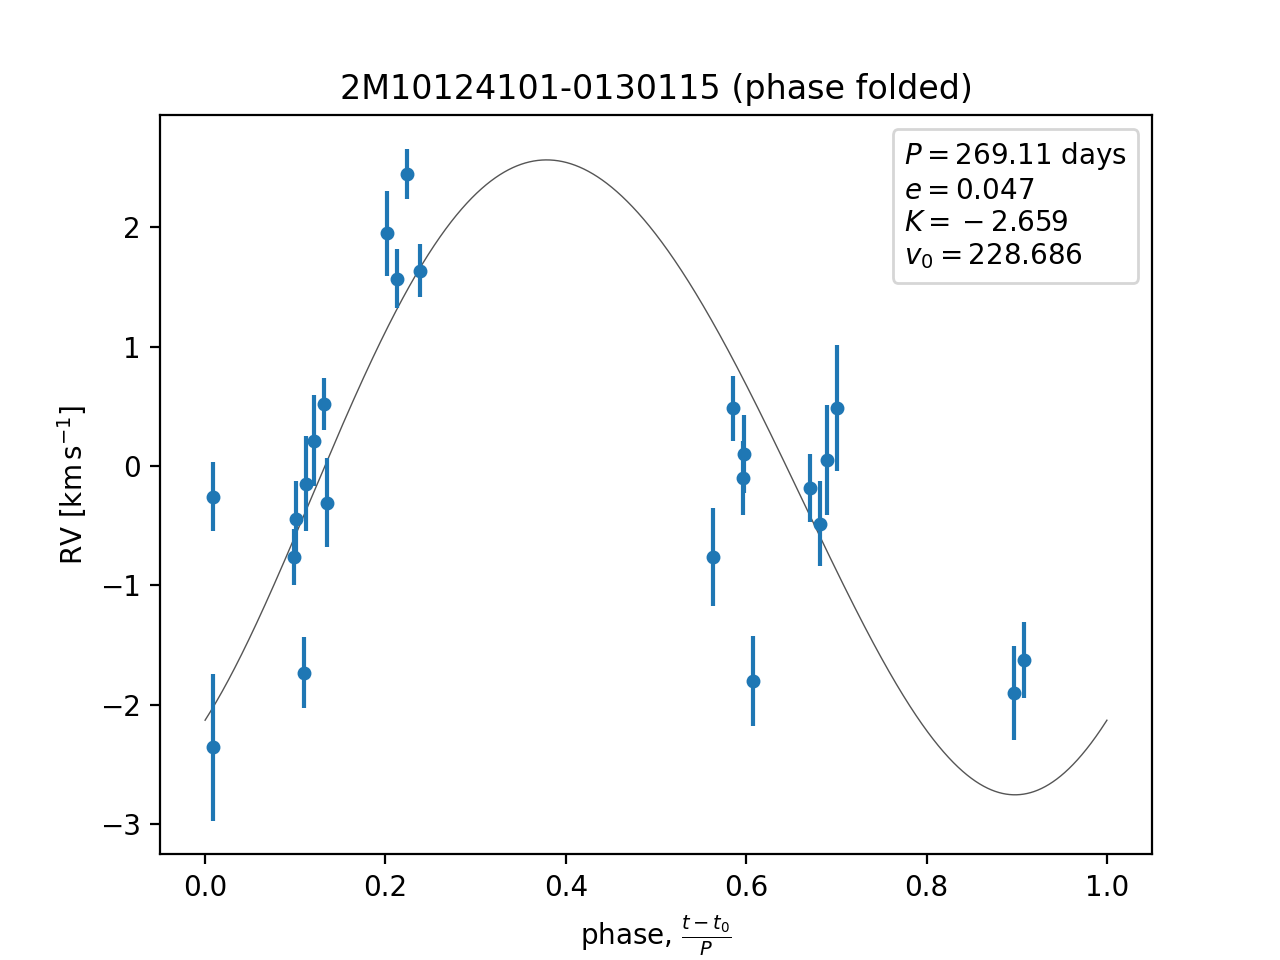 2M10124101-0130115 (phase folded)
P = 269.11 days
e = 0.047
K = −2.659
v₀ = 228.686
RV [km s⁻¹]
2
1
0
−1
−2
−3
0.0 0.2 0.4 0.6 0.8 1.0
phase, (t − t₀)/P